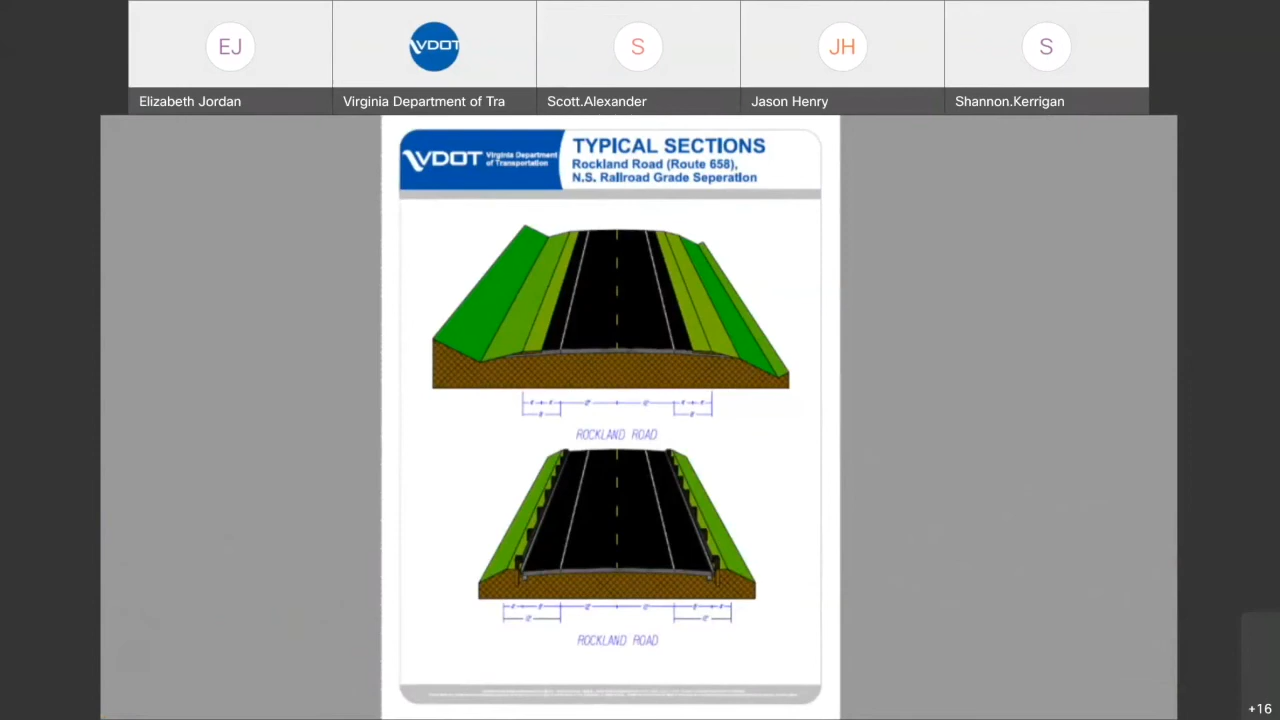 EJ
VDOT
S
JH
S
Elizabeth Jordan
Virginia Department of Tra
Scott.Alexander
Jason Henry
Shannon.Kerrigan
VDOT Virginia Department
of Transportation
TYPICAL SECTIONS
Rockland Road (Route 658),
N.S. Railroad Grade Seperation
ROCKLAND ROAD
ROCKLAND ROAD
+16